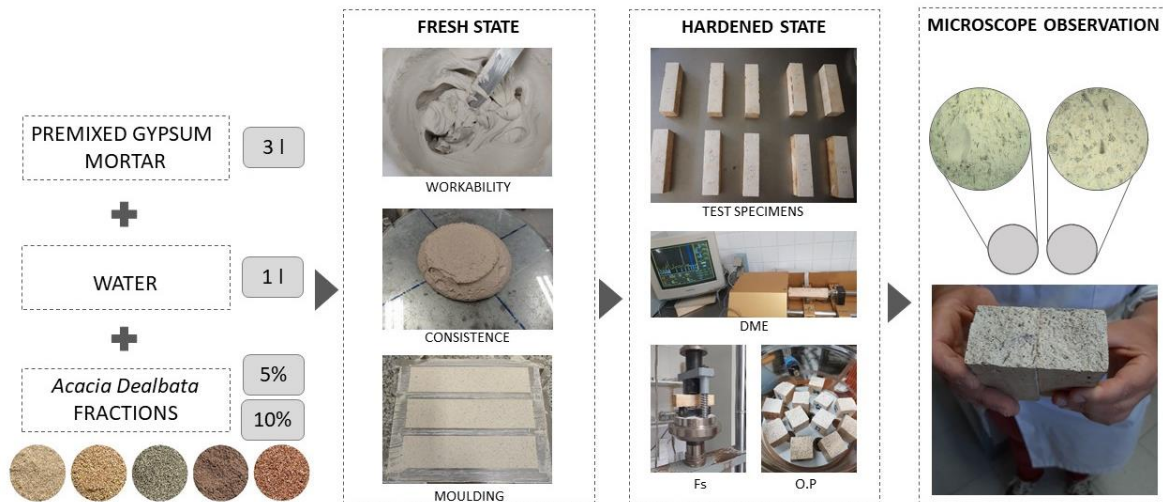 PREMIXED GYPSUM
MORTAR
3 l
WATER
1 l
Acacia Dealbata
FRACTIONS
5%
10%
FRESH STATE
WORKABILITY
CONSISTENCE
MOULDING
HARDENED STATE
TEST SPECIMENS
DME
Fs
O.P
MICROSCOPE OBSERVATION